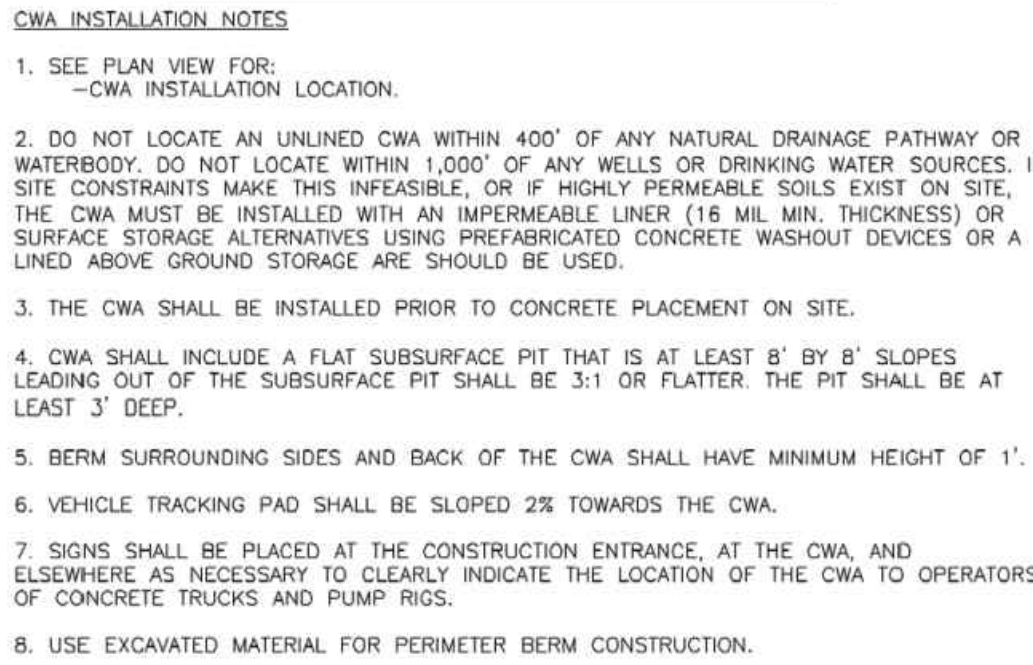 CWA INSTALLATION NOTES
1. SEE PLAN VIEW FOR:
-CWA INSTALLATION LOCATION.
2. DO NOT LOCATE AN UNLINED CWA WITHIN 400' OF ANY NATURAL DRAINAGE PATHWAY OR
WATERBODY. DO NOT LOCATE WITHIN 1,000' OF ANY WELLS OR DRINKING WATER SOURCES. I
SITE CONSTRAINTS MAKE THIS INFEASIBLE, OR IF HIGHLY PERMEABLE SOILS EXIST ON SITE,
THE CWA MUST BE INSTALLED WITH AN IMPERMEABLE LINER (16 MIL MIN. THICKNESS) OR
SURFACE STORAGE ALTERNATIVES USING PREFABRICATED CONCRETE WASHOUT DEVICES OR A
LINED ABOVE GROUND STORAGE ARE SHOULD BE USED.
3. THE CWA SHALL BE INSTALLED PRIOR TO CONCRETE PLACEMENT ON SITE.
4. CWA SHALL INCLUDE A FLAT SUBSURFACE PIT THAT IS AT LEAST 8' BY 8' SLOPES
LEADING OUT OF THE SUBSURFACE PIT SHALL BE 3:1 OR FLATTER. THE PIT SHALL BE AT
LEAST 3' DEEP.
5. BERM SURROUNDING SIDES AND BACK OF THE CWA SHALL HAVE MINIMUM HEIGHT OF 1'.
6. VEHICLE TRACKING PAD SHALL BE SLOPED 2% TOWARDS THE CWA.
7. SIGNS SHALL BE PLACED AT THE CONSTRUCTION ENTRANCE, AT THE CWA, AND
ELSEWHERE AS NECESSARY TO CLEARLY INDICATE THE LOCATION OF THE CWA TO OPERATORS
OF CONCRETE TRUCKS AND PUMP RIGS.
8. USE EXCAVATED MATERIAL FOR PERIMETER BERM CONSTRUCTION.